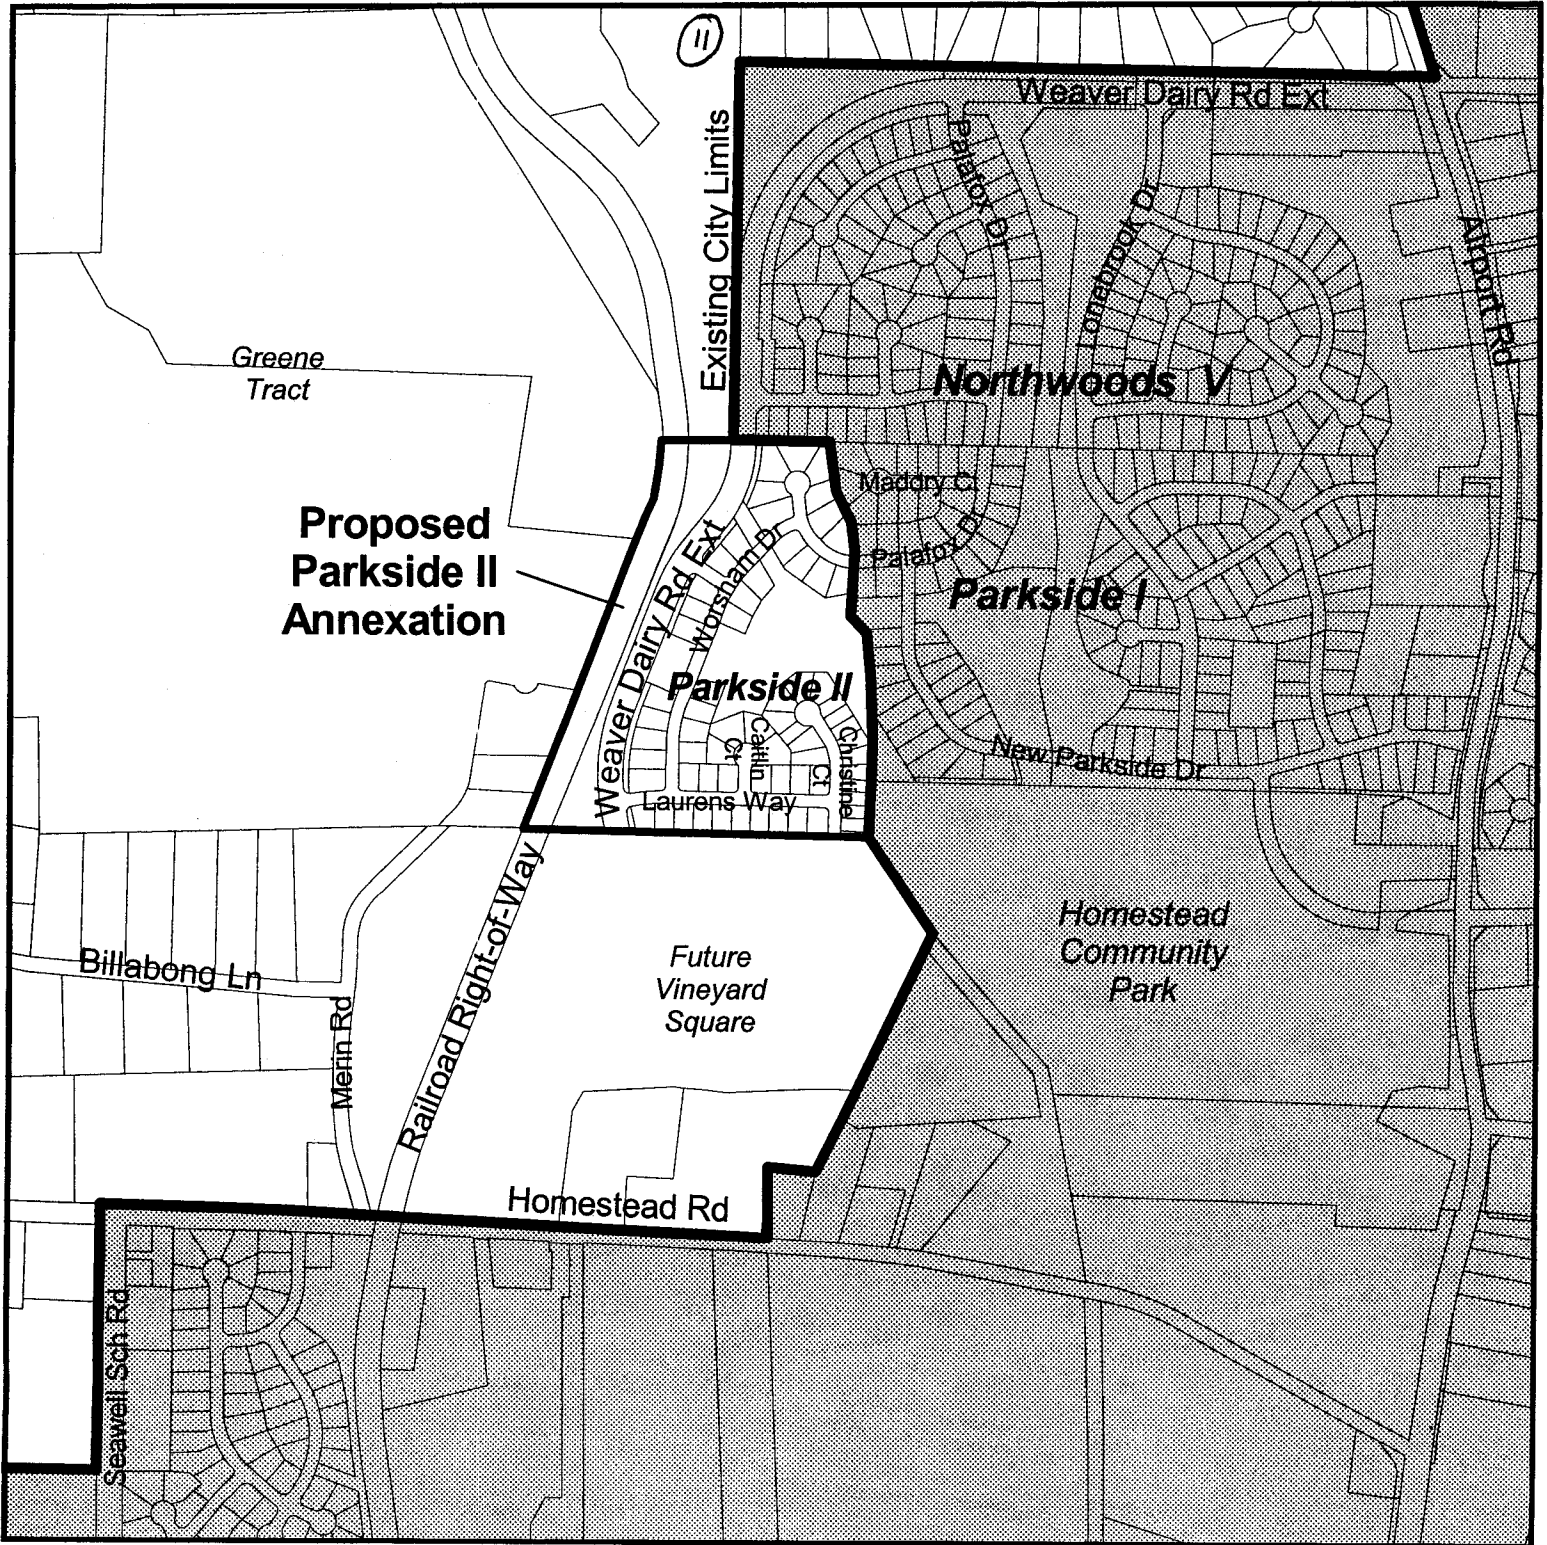 11
Weaver Dairy Rd Ext
Existing City Limits
Palafox Dr
Lonebrook Dr
Airport Rd
Greene
Tract
Northwoods V
Maddry C
Proposed
Parkside II
Annexation
Weaver Dairy Rd Ext
Worsham Dr
Palafox Dr
Parkside I
Parkside II
Caitlin
Ct
Christine
Ct
New Parkside Dr
Laurens Way
Railroad Right-of-Way
Homestead
Community
Park
Billabong Ln
Future
Vineyard
Square
Merin Rd
Homestead Rd
Seawell Sch Rd